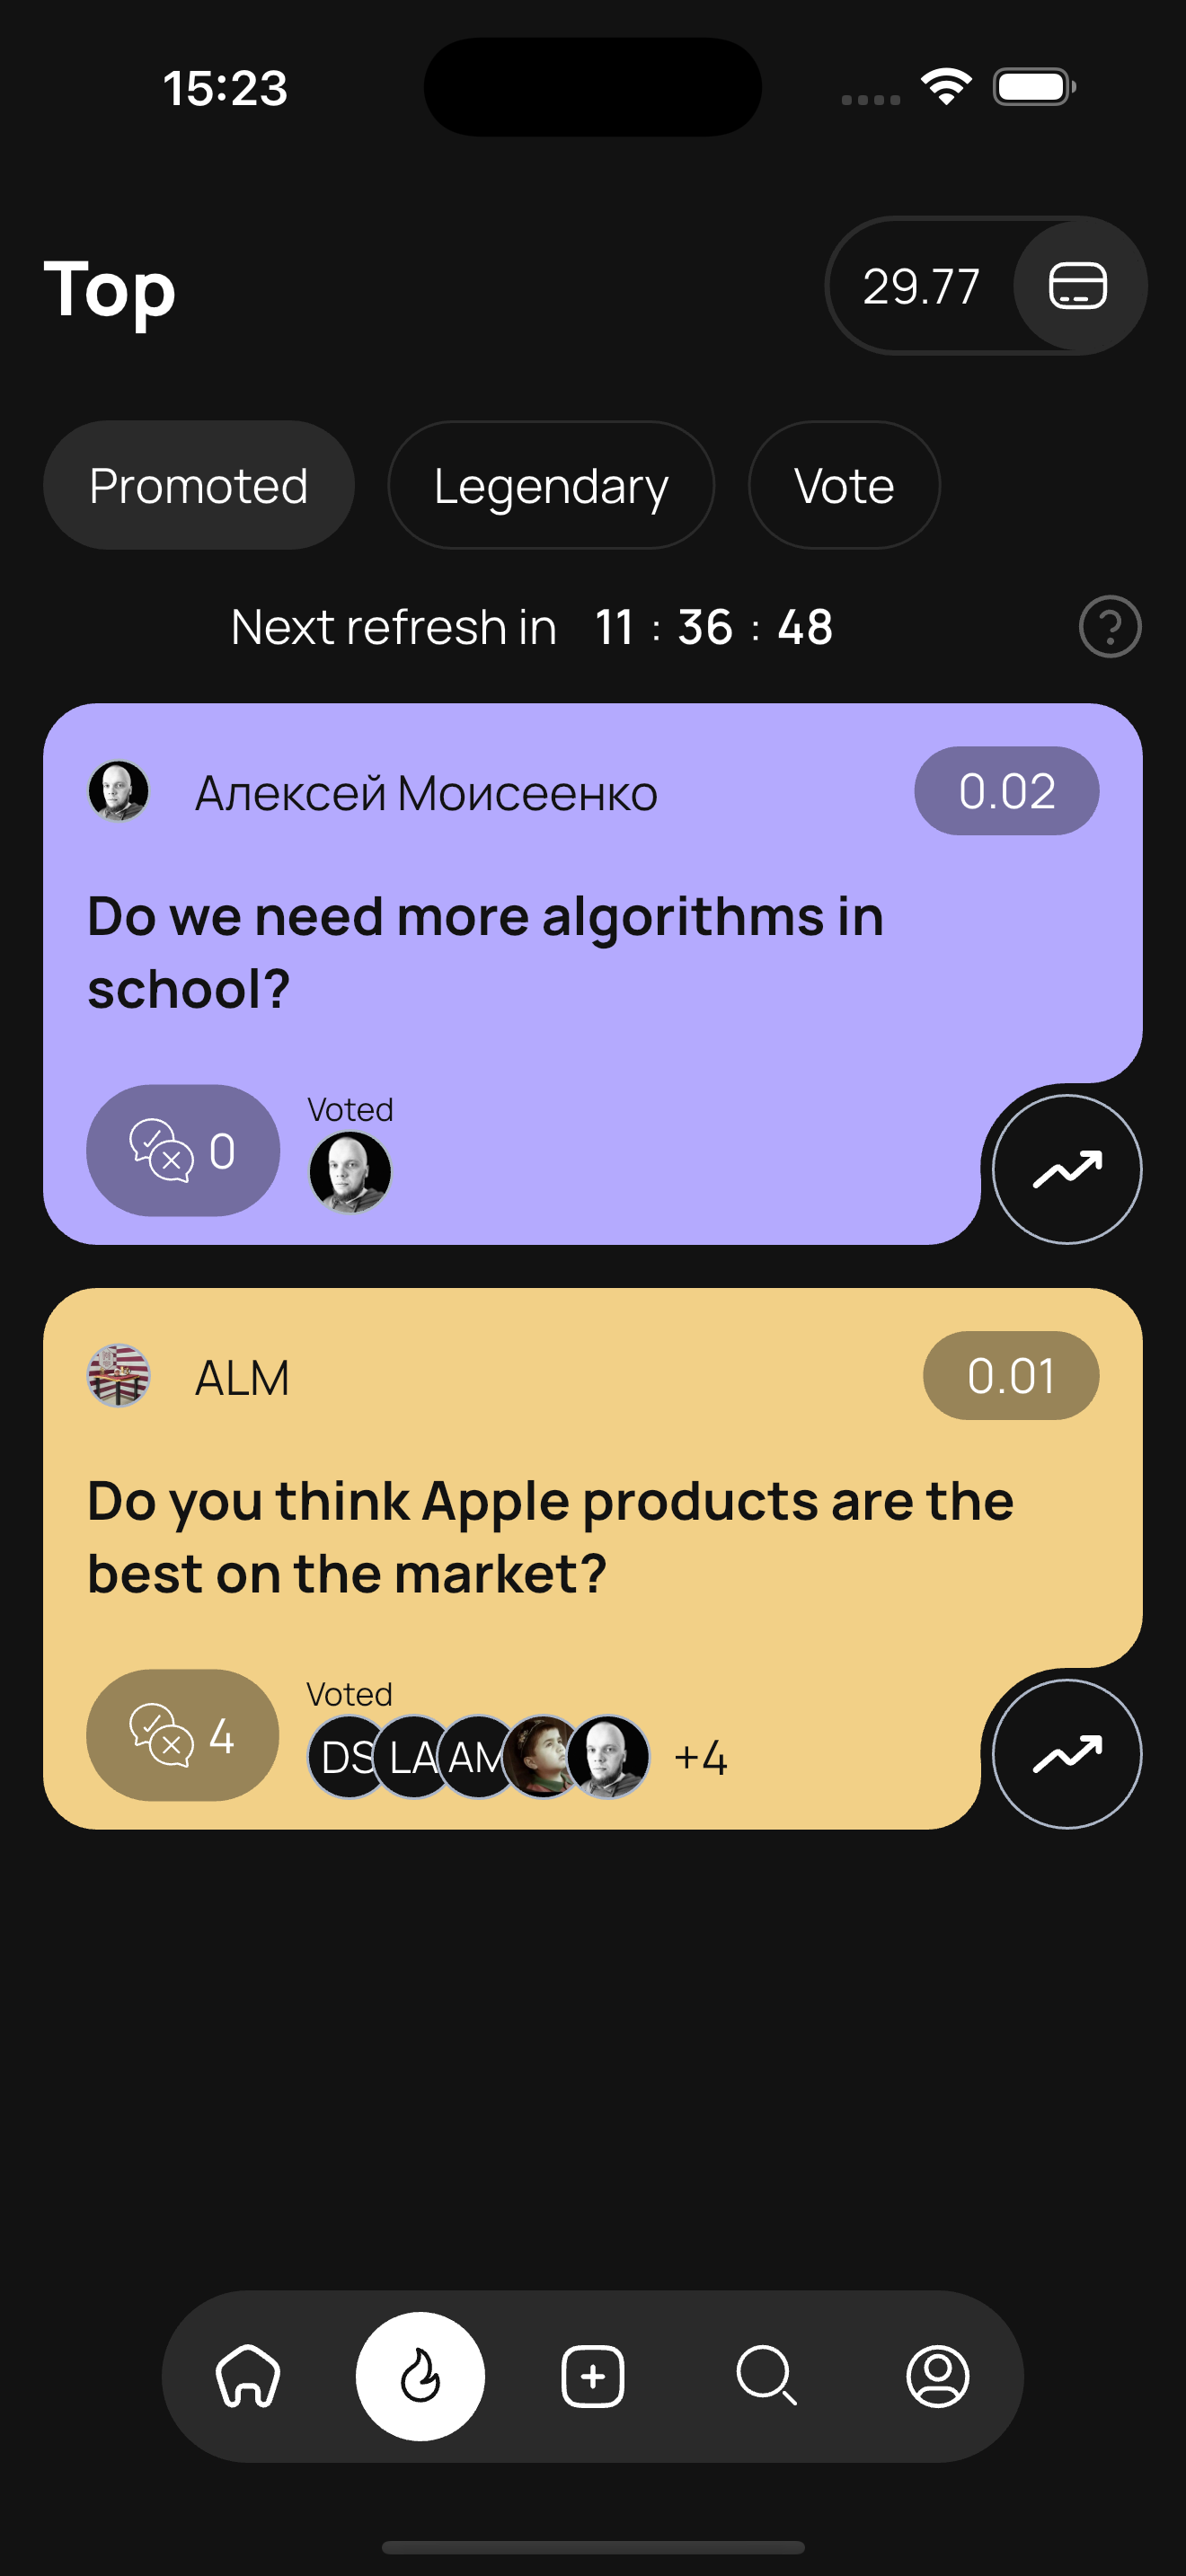 15:23
Top
29.77
Promoted
Legendary
Vote
Next refresh in 11 : 36 : 48
Алексей Моисеенко
0.02
Do we need more algorithms in
school?
0
Voted
ALM
0.01
Do you think Apple products are the
best on the market?
4
Voted
DS LA AM +4